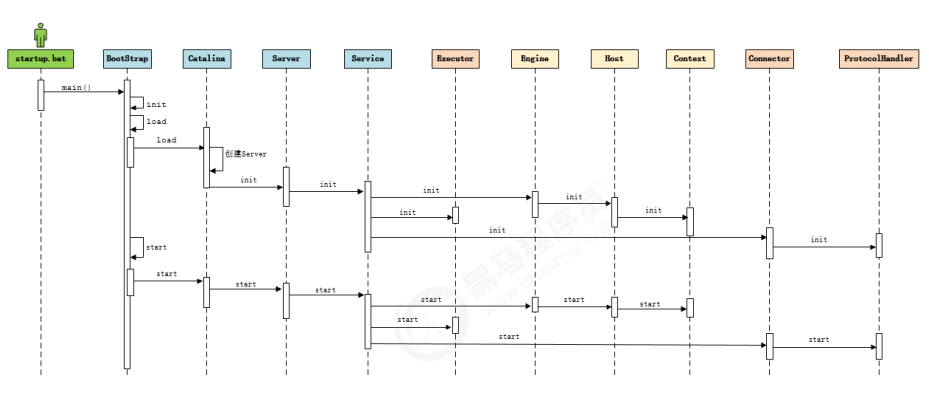 startup.bat BootStrap Catalina Server Service Executor Engine Host Context Connector ProtocolHandler
main()
init
load
load
创建Server
init
init
init
init
init
init
init
init
start
start
start
start
start
start
start
start
start
start
黑马程序员
www.itheima.com